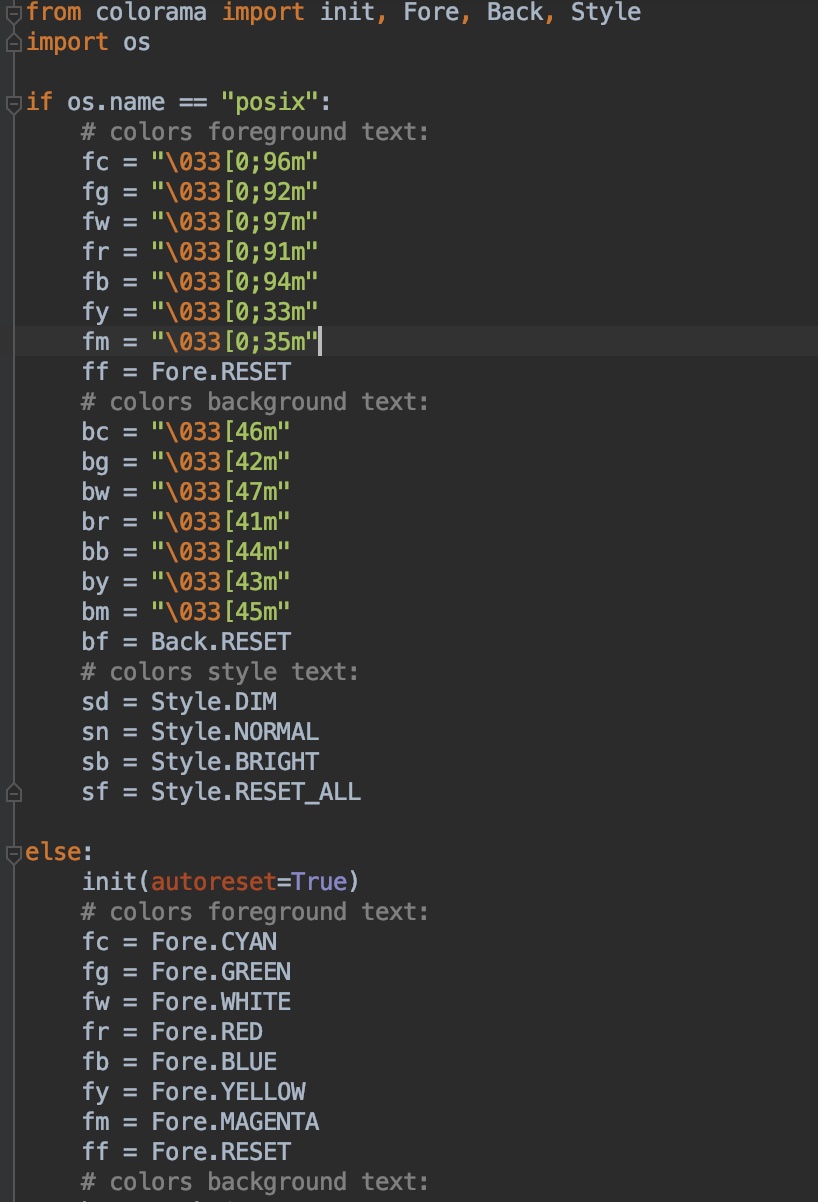 from colorama import init, Fore, Back, Style
import os

if os.name == "posix":
    # colors foreground text:
    fc = "\033[0;96m"
    fg = "\033[0;92m"
    fw = "\033[0;97m"
    fr = "\033[0;91m"
    fb = "\033[0;94m"
    fy = "\033[0;33m"
    fm = "\033[0;35m"
    ff = Fore.RESET
    # colors background text:
    bc = "\033[46m"
    bg = "\033[42m"
    bw = "\033[47m"
    br = "\033[41m"
    bb = "\033[44m"
    by = "\033[43m"
    bm = "\033[45m"
    bf = Back.RESET
    # colors style text:
    sd = Style.DIM
    sn = Style.NORMAL
    sb = Style.BRIGHT
    sf = Style.RESET_ALL

else:
    init(autoreset=True)
    # colors foreground text:
    fc = Fore.CYAN
    fg = Fore.GREEN
    fw = Fore.WHITE
    fr = Fore.RED
    fb = Fore.BLUE
    fy = Fore.YELLOW
    fm = Fore.MAGENTA
    ff = Fore.RESET
    # colors background text: